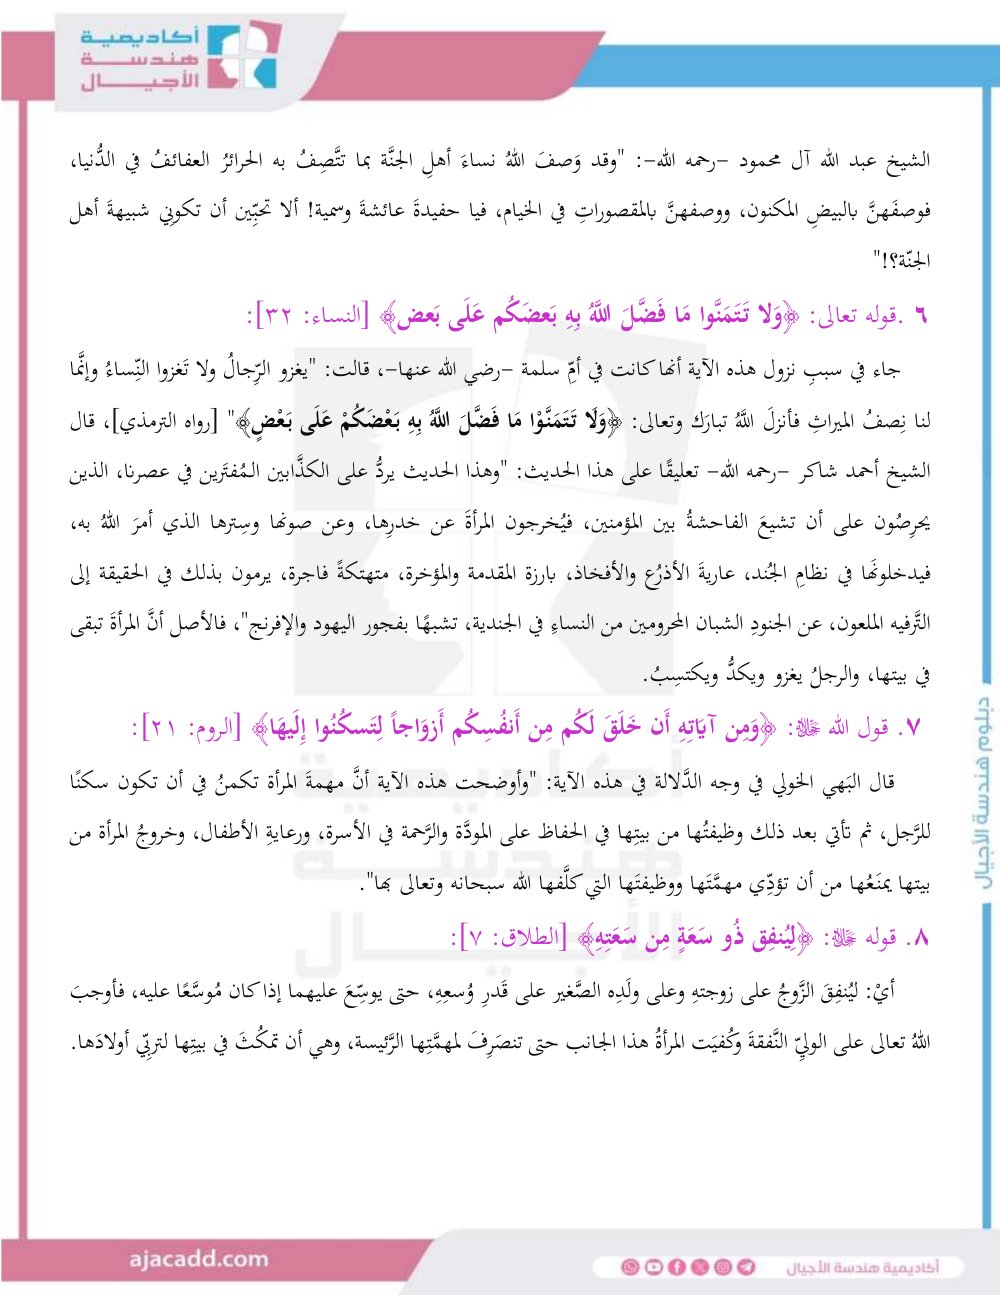 أكاديمية
هندسة
الأجيال
الشيخ عبد الله آل محمود –رحمه الله–: "وقد وَصفَ اللهُ نساءَ أهلِ الجنَّة بما تتَّصِفُ به الحرائرُ العفائفُ في الدُّنيا،
فوصفَهنَّ بالبيضِ المكنون، ووصفهنَّ بالمقصوراتِ في الخيام، فيا حفيدةَ عائشةَ وسمية! ألا تحبِّين أن تكوني شبيهةَ أهل
الجنّة؟!"
٦ .قوله تعالى: ﴿وَلا تَتَمَنَّوا مَا فَضَّلَ اللَّهُ بِهِ بَعضَكُم عَلَى بَعض﴾ [النساء: ٣٢]:
جاء في سببِ نزول هذه الآية أنها كانت في أمِّ سلمة –رضي الله عنها–، قالت: "يغزو الرِّجالُ ولا تَغزوا النِّساءُ وإنَّما
لنا نِصفُ الميراثِ فأنزلَ اللَّهُ تبارَك وتعالى: ﴿وَلَا تَتَمَنَّوْا مَا فَضَّلَ اللَّهُ بِهِ بَعْضَكُمْ عَلَى بَعْضٍ﴾" [رواه الترمذي]، قال
الشيخ أحمد شاكر –رحمه الله– تعليقًا على هذا الحديث: "وهذا الحديث يردُّ على الكذَّابين المُفتَرين في عصرنا، الذين
يحرِصُون على أن تشيعَ الفاحشةُ بين المؤمنين، فيُخرجون المرأةَ عن خدرِها، وعن صونها وسِترها الذي أمرَ اللهُ به،
فيدخلونَها في نظامِ الجُند، عاريةَ الأذرُع والأفخاذ، بارزة المقدمة والمؤخرة، متهتكةً فاجرة، يرمون بذلك في الحقيقة إلى
التَّرفيه الملعون، عن الجنودِ الشبان المحرومين من النساءِ في الجندية، تشبهًا بفجور اليهود والإفرنج"، فالأصل أنَّ المرأةَ تبقى
في بيتها، والرجلُ يغزو ويكدُّ ويكتسِبُ.
٧. قول الله ﷻ: ﴿وَمِن آيَاتِهِ أَن خَلَقَ لَكُم مِن أَنفُسِكُم أَزوَاجاً لِتَسكُنُوا إِلَيهَا﴾ [الروم: ٢١]:
قال البَهي الخولي في وجه الدَّلالة في هذه الآية: "وأوضحت هذه الآية أنَّ مهمةَ المرأة تكمنُ في أن تكون سكنًا
للرَّجل، ثم تأتي بعد ذلك وظيفتُها من بيتِها في الحفاظ على المودَّة والرَّحمة في الأسرة، ورعايةِ الأطفال، وخروجُ المرأة من
بيتها يمنَعُها من أن تؤدِّي مهمَّتَها ووظيفتَها التي كلَّفها الله سبحانه وتعالى بها".
٨. قوله ﷻ: ﴿لِيُنفِق ذُو سَعَةٍ مِن سَعَتِهِ﴾ [الطلاق: ٧]:
أيْ: ليُنفِقَ الزَّوجُ على زوجتهِ وعلى ولَدِه الصَّغير على قَدرِ وُسعِهِ، حتى يوسِّعَ عليهما إذا كان مُوسَّعًا عليه، فأوجبَ
اللهُ تعالى على الوليِّ النَّفقةَ وكُفيَت المرأةُ هذا الجانب حتى تنصَرِفَ لمهمَّتِها الرَّئيسة، وهي أن تمكُثَ في بيتِها لتربِّي أولادَها.
دبلوم هندسة الأجيال
أكاديمية
هندسة
الأجيال
ajacadd.com
أكاديمية هندسة الأجيال